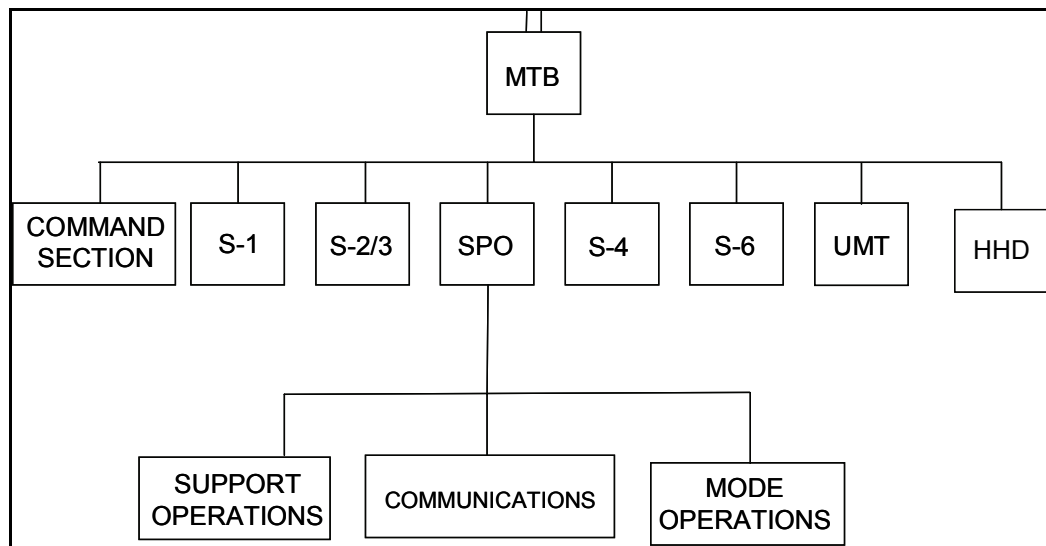 MTB
COMMAND
SECTION
S-1
S-2/3
SPO
S-4
S-6
UMT
HHD
SUPPORT
OPERATIONS
COMMUNICATIONS
MODE
OPERATIONS